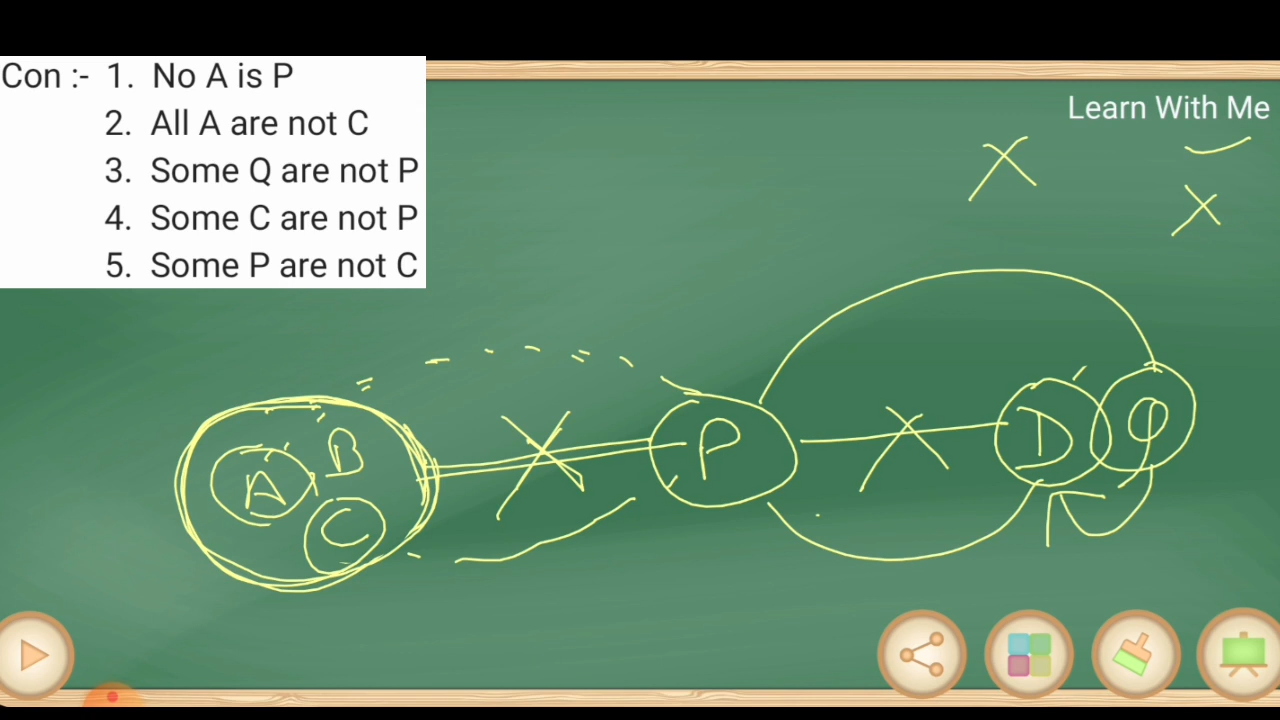 Con :- 1. No A is P
2. All A are not C
3. Some Q are not P
4. Some C are not P
5. Some P are not C
Learn With Me
A B C P D Q